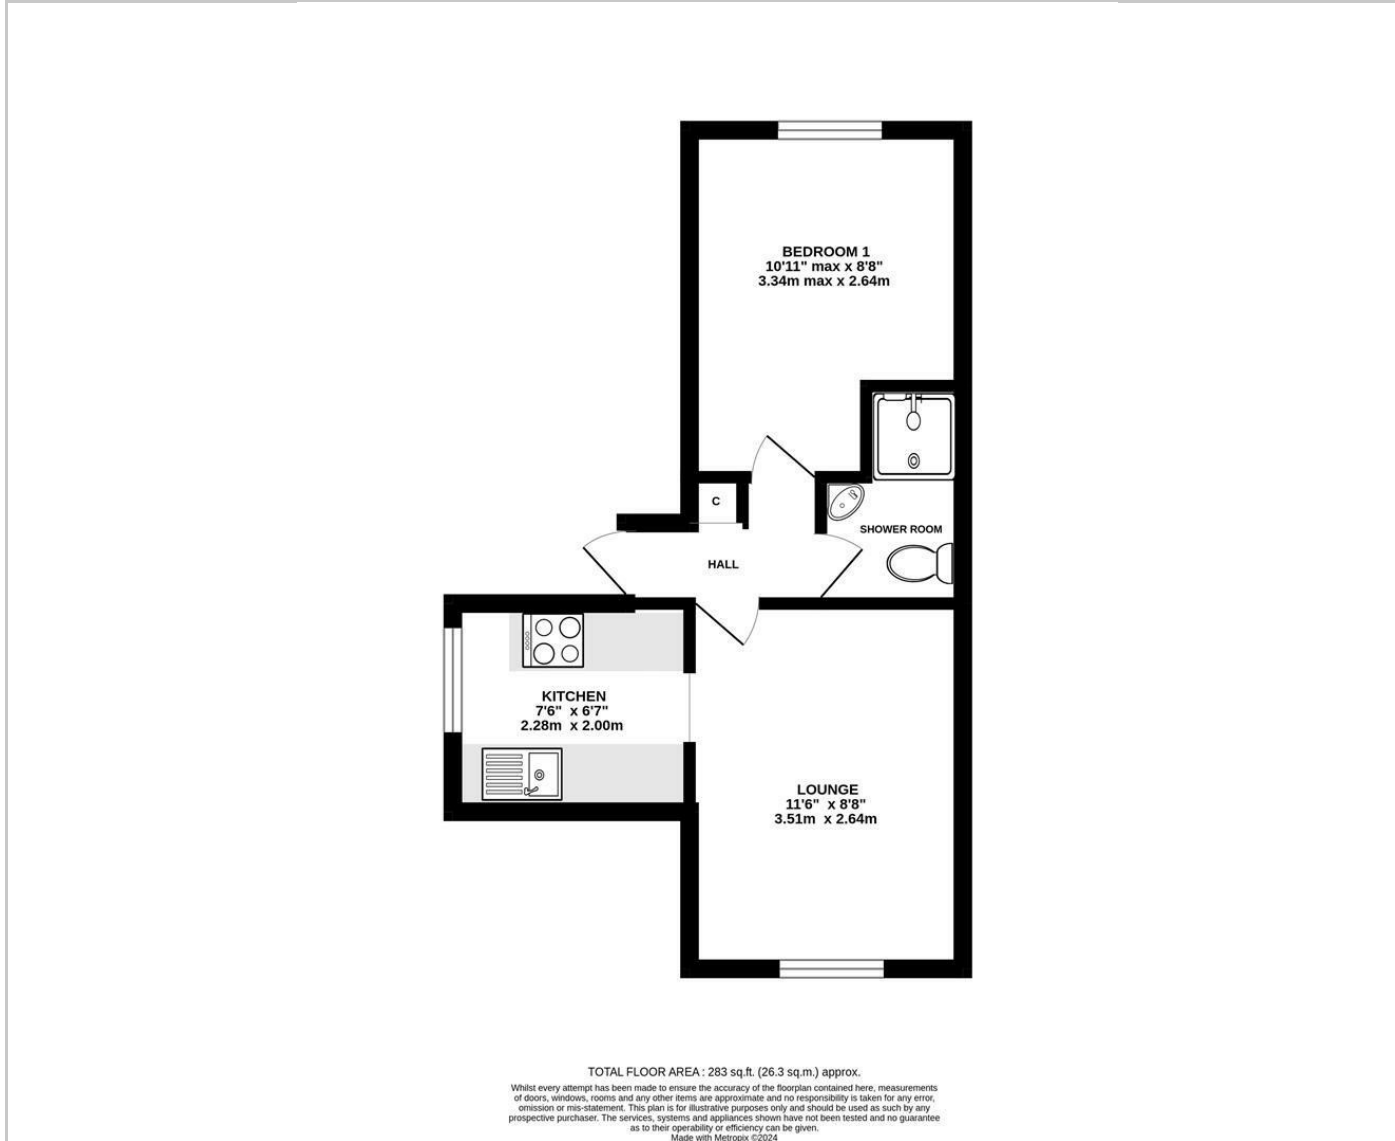 BEDROOM 1
10'11" max x 8'8"
3.34m max x 2.64m
C
SHOWER ROOM
HALL
KITCHEN
7'6" x 6'7"
2.28m x 2.00m
LOUNGE
11'6" x 8'8"
3.51m x 2.64m
TOTAL FLOOR AREA : 283 sq.ft. (26.3 sq.m.) approx.
Whilst every attempt has been made to ensure the accuracy of the floorplan contained here, measurements
of doors, windows, rooms and any other items are approximate and no responsibility is taken for any error,
omission or mis-statement. This plan is for illustrative purposes only and should be used as such by any
prospective purchaser. The services, systems and appliances shown have not been tested and no guarantee
as to their operability or efficiency can be given.
Made with Metropix ©2024